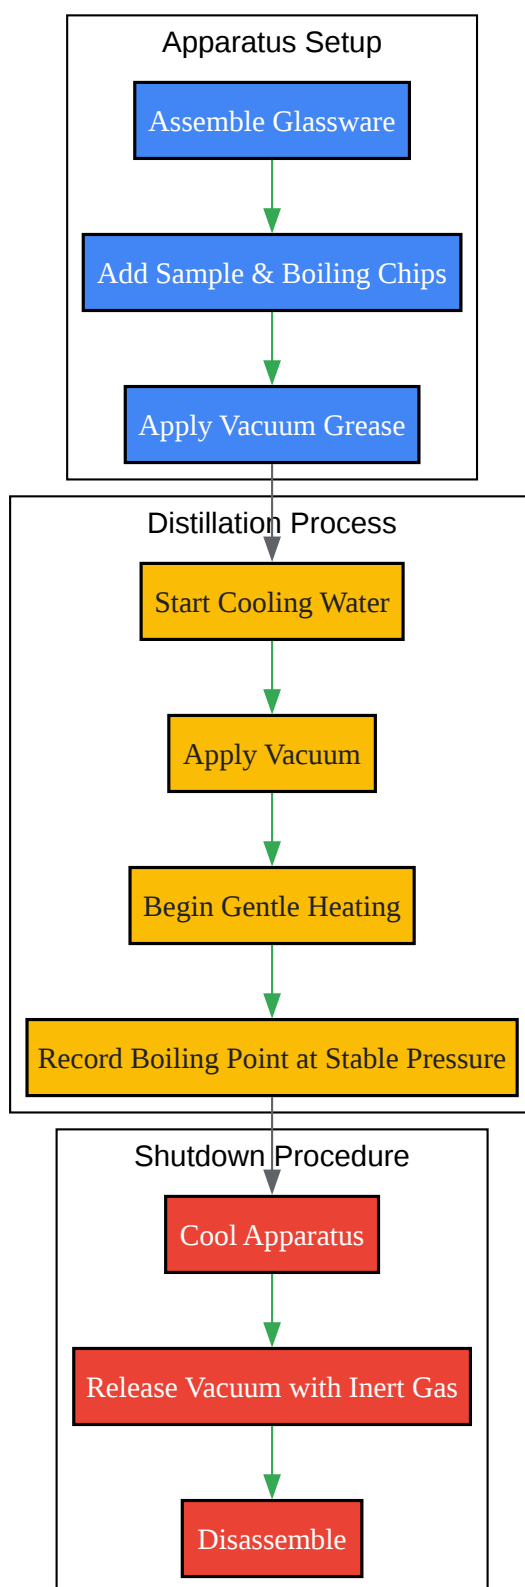 Apparatus Setup
Assemble Glassware
Add Sample & Boiling Chips
Apply Vacuum Grease
Distillation Process
Start Cooling Water
Apply Vacuum
Begin Gentle Heating
Record Boiling Point at Stable Pressure
Shutdown Procedure
Cool Apparatus
Release Vacuum with Inert Gas
Disassemble